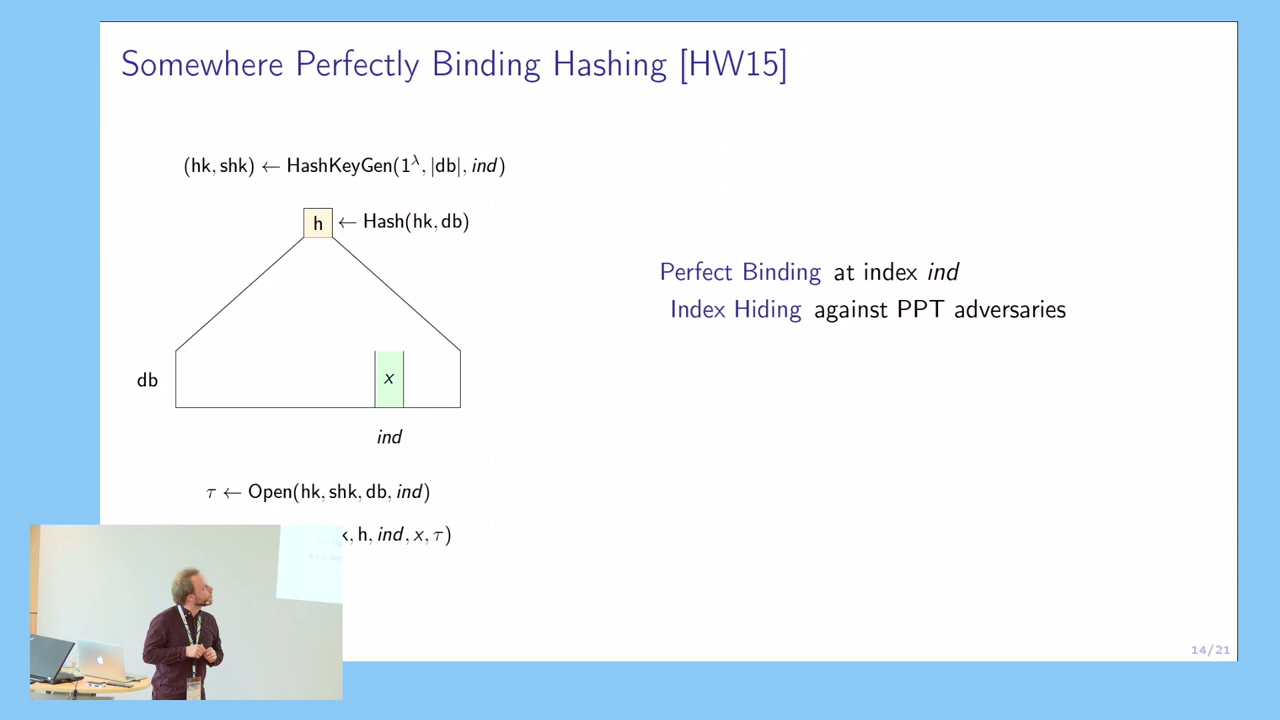 Somewhere Perfectly Binding Hashing [HW15]
(hk, shk) ← HashKeyGen(1^λ, |db|, ind)
h ← Hash(hk, db)
Perfect Binding at index ind
Index Hiding against PPT adversaries
db
x
ind
τ ← Open(hk, shk, db, ind)
k, h, ind, x, τ)
14/21